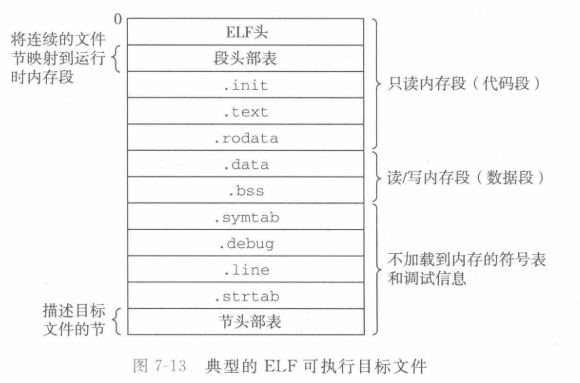 0
ELF头
将连续的文件
节映射到运行
时内存段
段头部表
.init
.text
.rodata
只读内存段（代码段）
.data
.bss
读/写内存段（数据段）
.symtab
.debug
.line
.strtab
不加载到内存的符号表
和调试信息
描述目标
文件的节
节头部表
图 7-13 典型的 ELF 可执行目标文件